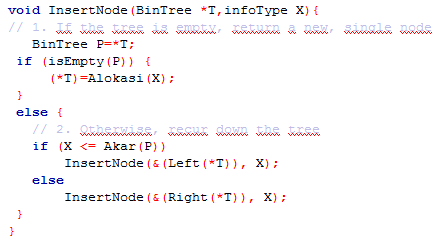 void InsertNode(BinTree *T,infoType X){
// 1. If the tree is empty, return a new, single node
   BinTree P=*T;
 if (isEmpty(P)) {
     (*T)=Alokasi(X);
 }
 else {
   // 2. Otherwise, recur down the tree
   if (X <= Akar(P))
       InsertNode(&(Left(*T)), X);
   else
       InsertNode(&(Right(*T)), X);
 }
}